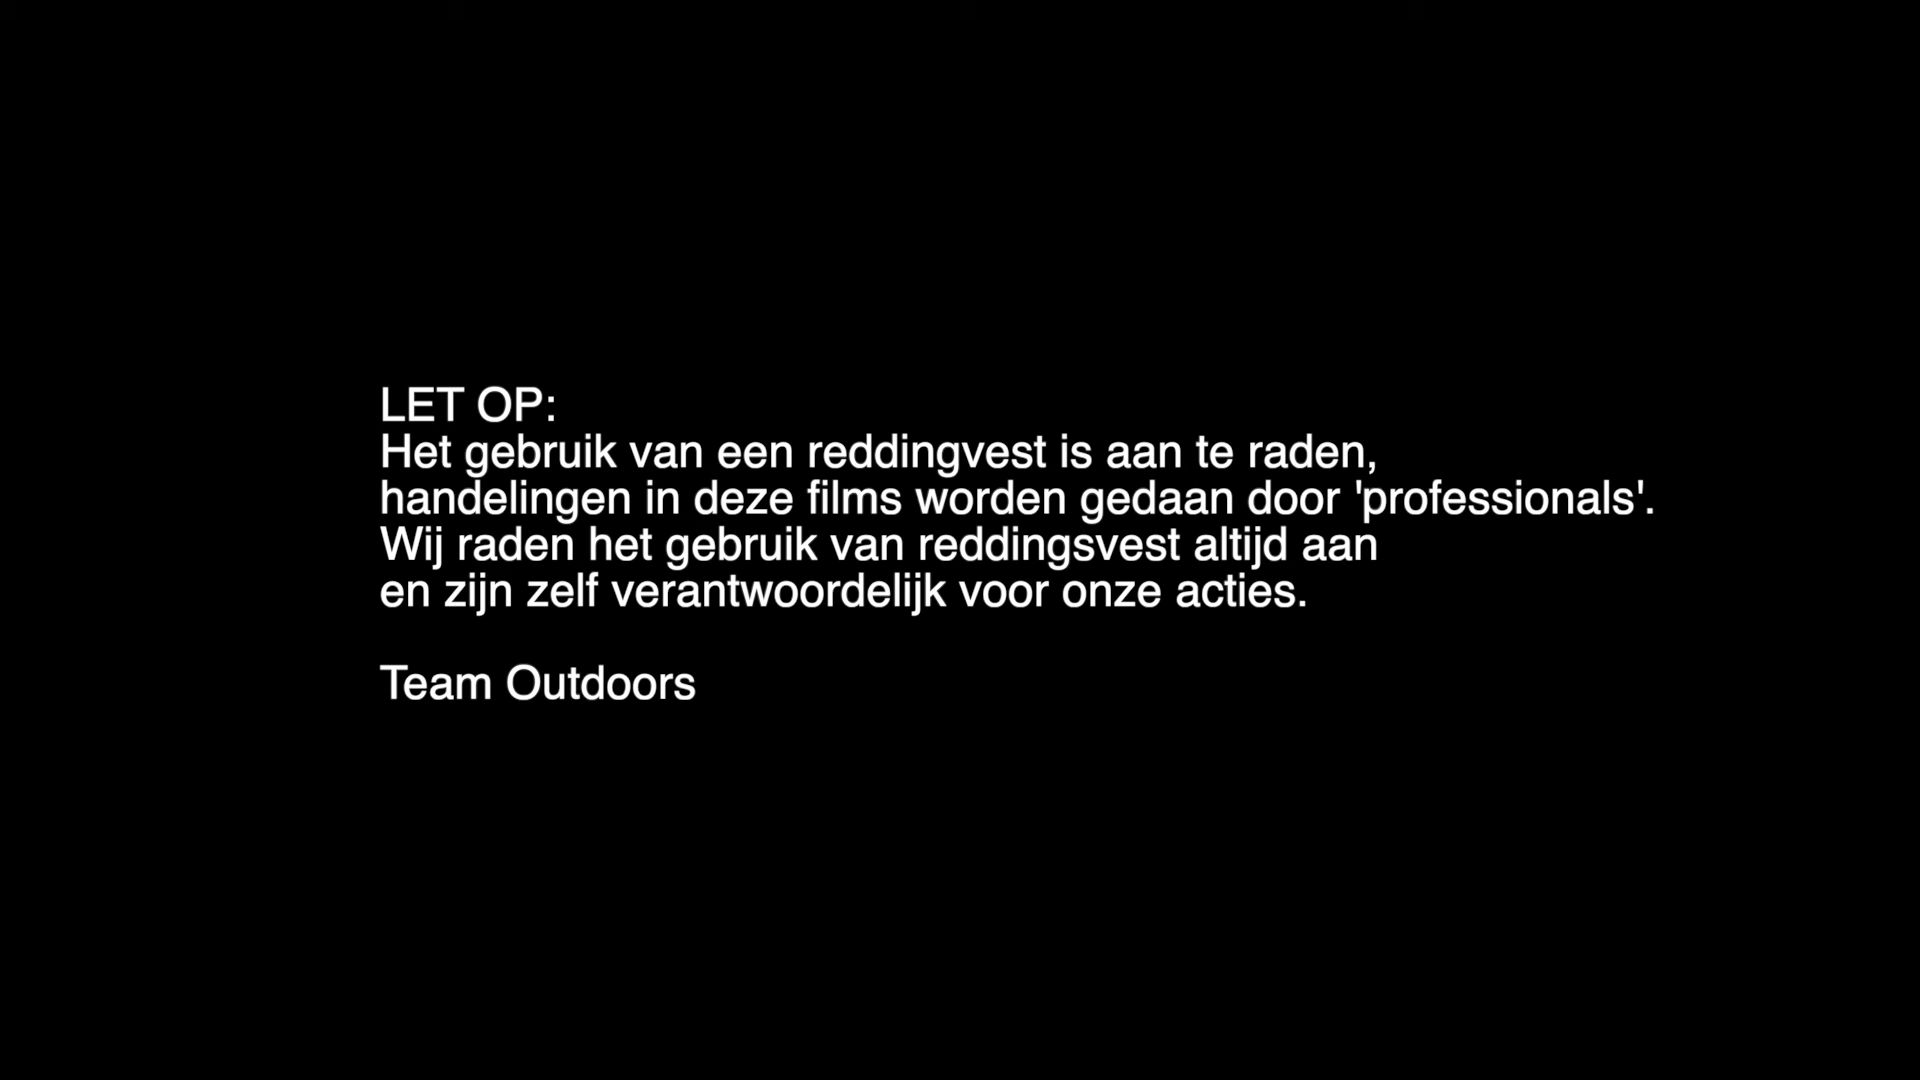 LET OP:
Het gebruik van een reddingvest is aan te raden,
handelingen in deze films worden gedaan door 'professionals'.
Wij raden het gebruik van reddingsvest altijd aan
en zijn zelf verantwoordelijk voor onze acties.
Team Outdoors